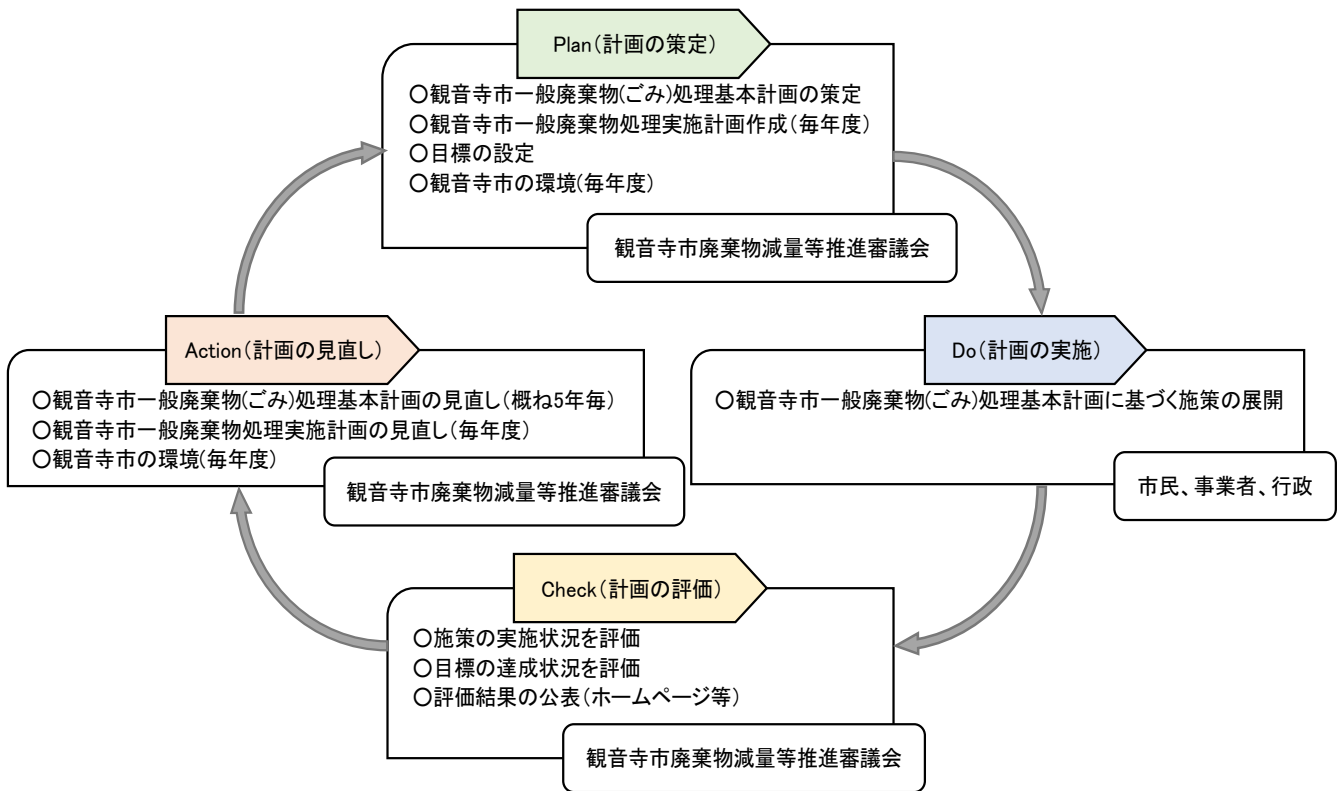 Plan(計画の策定)
○観音寺市一般廃棄物(ごみ)処理基本計画の策定
○観音寺市一般廃棄物処理実施計画作成(毎年度)
○目標の設定
○観音寺市の環境(毎年度)
観音寺市廃棄物減量等推進審議会
Do(計画の実施)
○観音寺市一般廃棄物(ごみ)処理基本計画に基づく施策の展開
市民、事業者、行政
Check(計画の評価)
○施策の実施状況を評価
○目標の達成状況を評価
○評価結果の公表(ホームページ等)
観音寺市廃棄物減量等推進審議会
Action(計画の見直し)
○観音寺市一般廃棄物(ごみ)処理基本計画の見直し(概ね5年毎)
○観音寺市一般廃棄物処理実施計画の見直し(毎年度)
○観音寺市の環境(毎年度)
観音寺市廃棄物減量等推進審議会